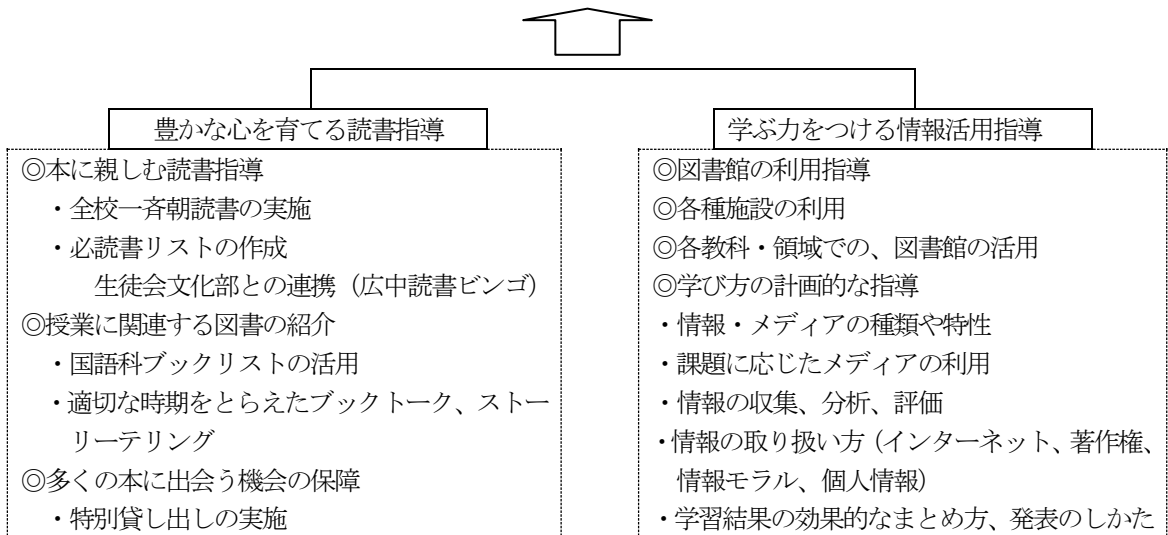 豊かな心を育てる読書指導
◎本に親しむ読書指導
・全校一斉朝読書の実施
・必読書リストの作成
生徒会文化部との連携（広中読書ビンゴ）
◎授業に関連する図書の紹介
・国語科ブックリストの活用
・適切な時期をとらえたブックトーク、ストー
リーテリング
◎多くの本に出会う機会の保障
・特別貸し出しの実施
学ぶ力をつける情報活用指導
◎図書館の利用指導
◎各種施設の利用
◎各教科・領域での、図書館の活用
◎学び方の計画的な指導
・情報・メディアの種類や特性
・課題に応じたメディアの利用
・情報の収集、分析、評価
・情報の取り扱い方（インターネット、著作権、
情報モラル、個人情報）
・学習結果の効果的なまとめ方、発表のしかた